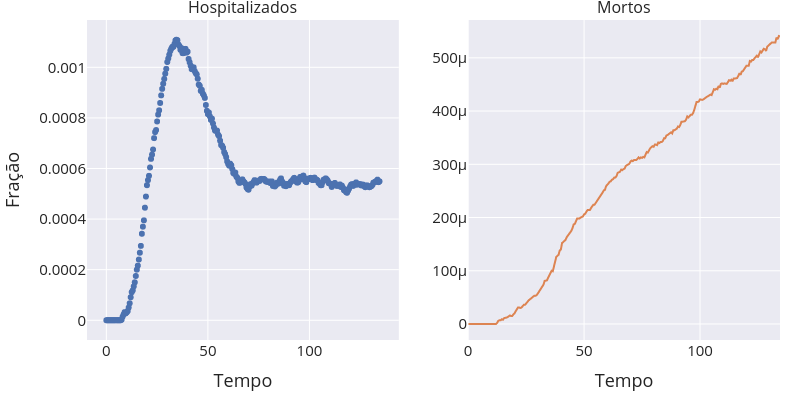 Hospitalizados
Mortos
Fração
0.001
0.0008
0.0006
0.0004
0.0002
0
0
50
100
Tempo
500μ
400μ
300μ
200μ
100μ
0
0
50
100
Tempo